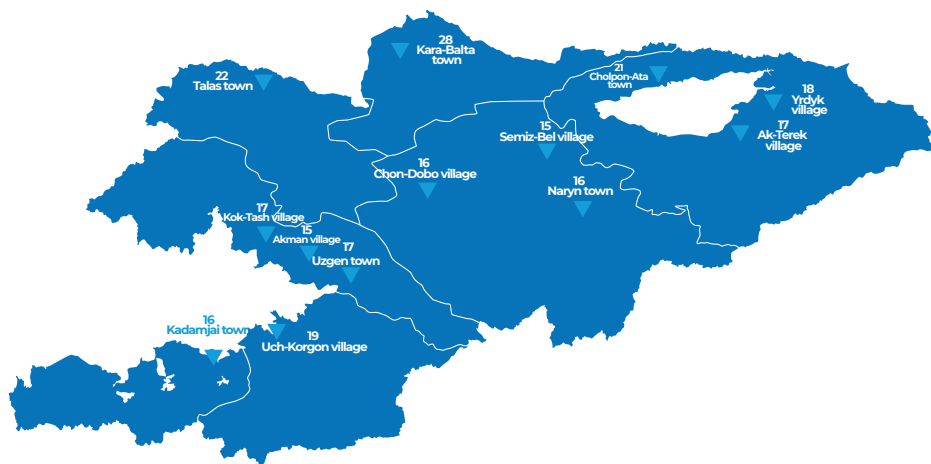 28
Kara-Balta
town
21
Cholpon-Ata
town
22
Talas town
18
Yrdyk
village
17
Ak-Terek
village
15
Semiz-Bel village
16
Chon-Dobo village
16
Naryn town
17
Kok-Tash village
15
Akman village
17
Uzgen town
16
Kadamjai town
19
Uch-Korgon village